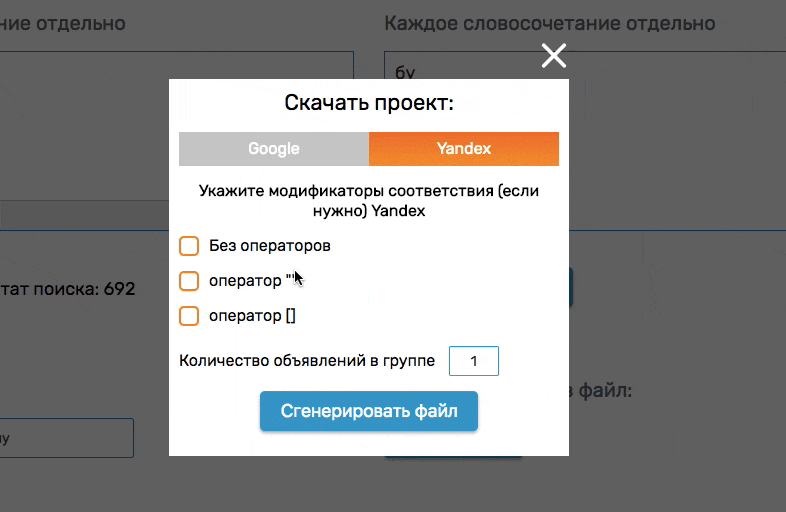 ние отдельно
Каждое словосочетание отдельно
бу
Скачать проект:
Google
Yandex
Укажите модификаторы соответствия (если
нужно) Yandex
Без операторов
оператор ""
оператор []
тат поиска: 692
Количество объявлений в группе
1
в файл:
Сгенерировать файл